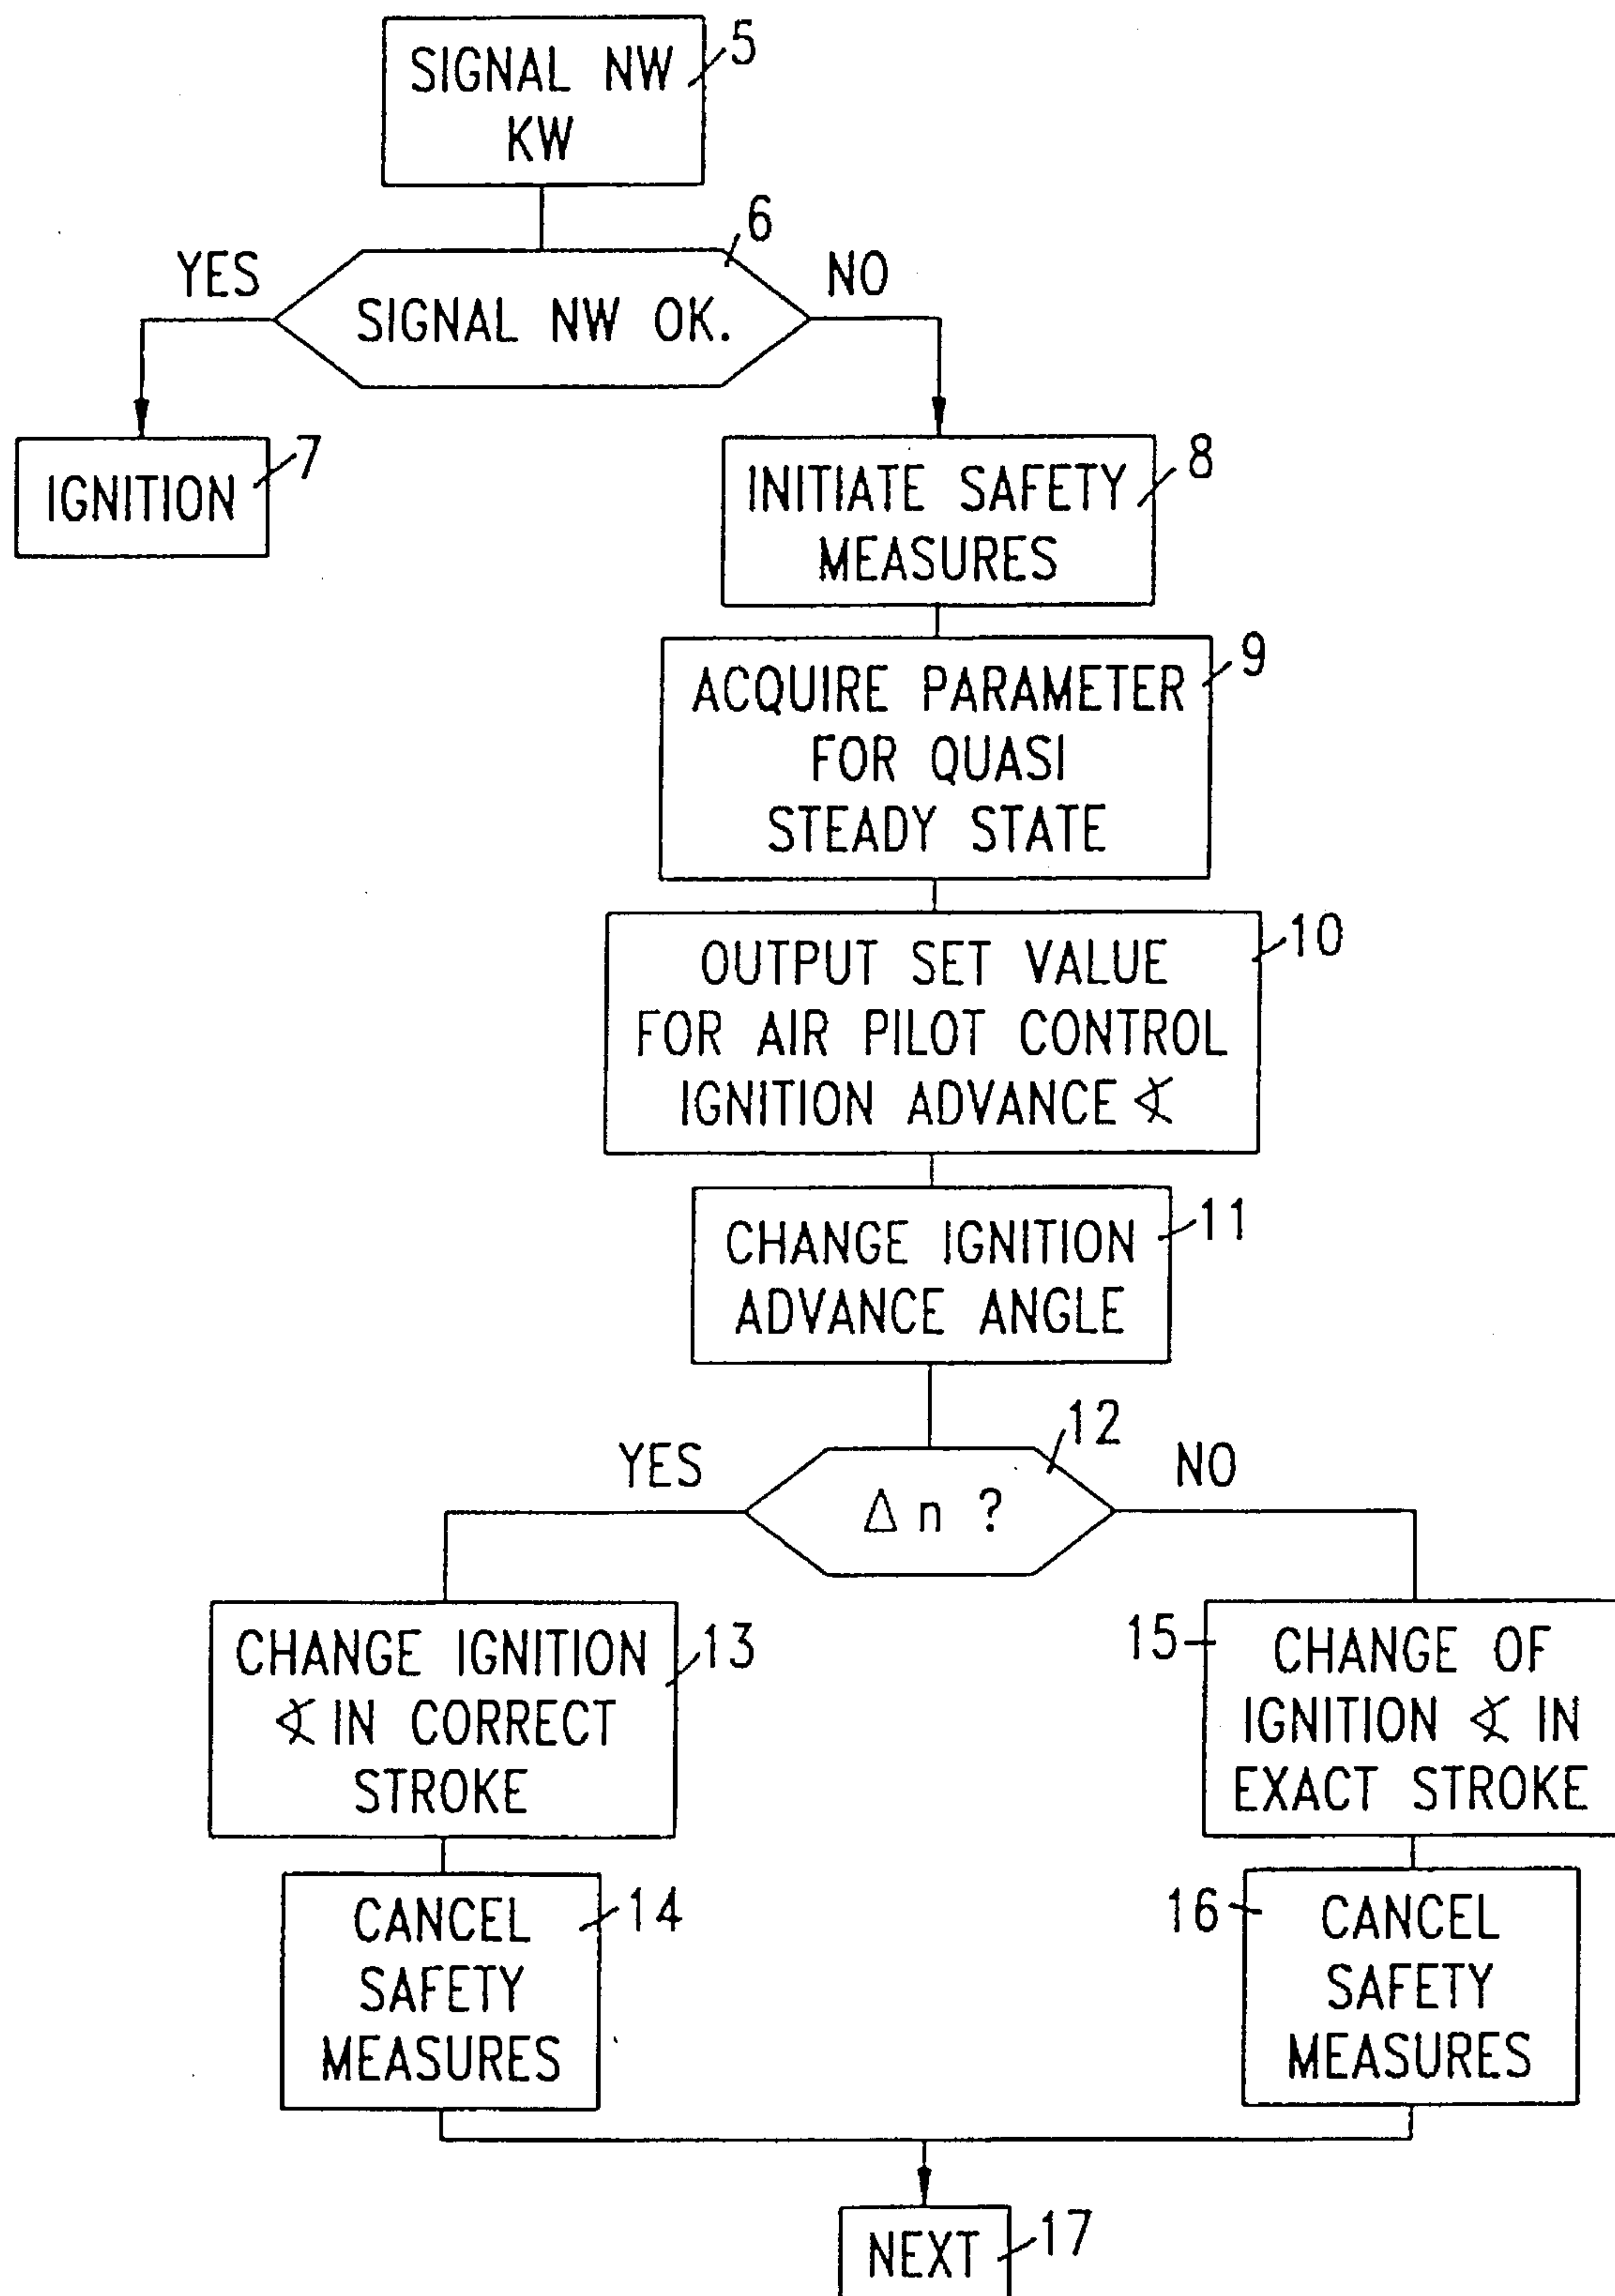 SIGNAL NW
KW
5
6
YES
NO
SIGNAL NW OK.
IGNITION
7
INITIATE SAFETY
MEASURES
8
ACQUIRE PARAMETER
FOR QUASI
STEADY STATE
9
OUTPUT SET VALUE
FOR AIR PILOT CONTROL
IGNITION ADVANCE ∢
10
CHANGE IGNITION
ADVANCE ANGLE
11
12
YES
NO
Δ n ?
CHANGE IGNITION
∢ IN CORRECT
STROKE
13
15
CHANGE OF
IGNITION ∢ IN
EXACT STROKE
CANCEL
SAFETY
MEASURES
14
16
CANCEL
SAFETY
MEASURES
NEXT
17